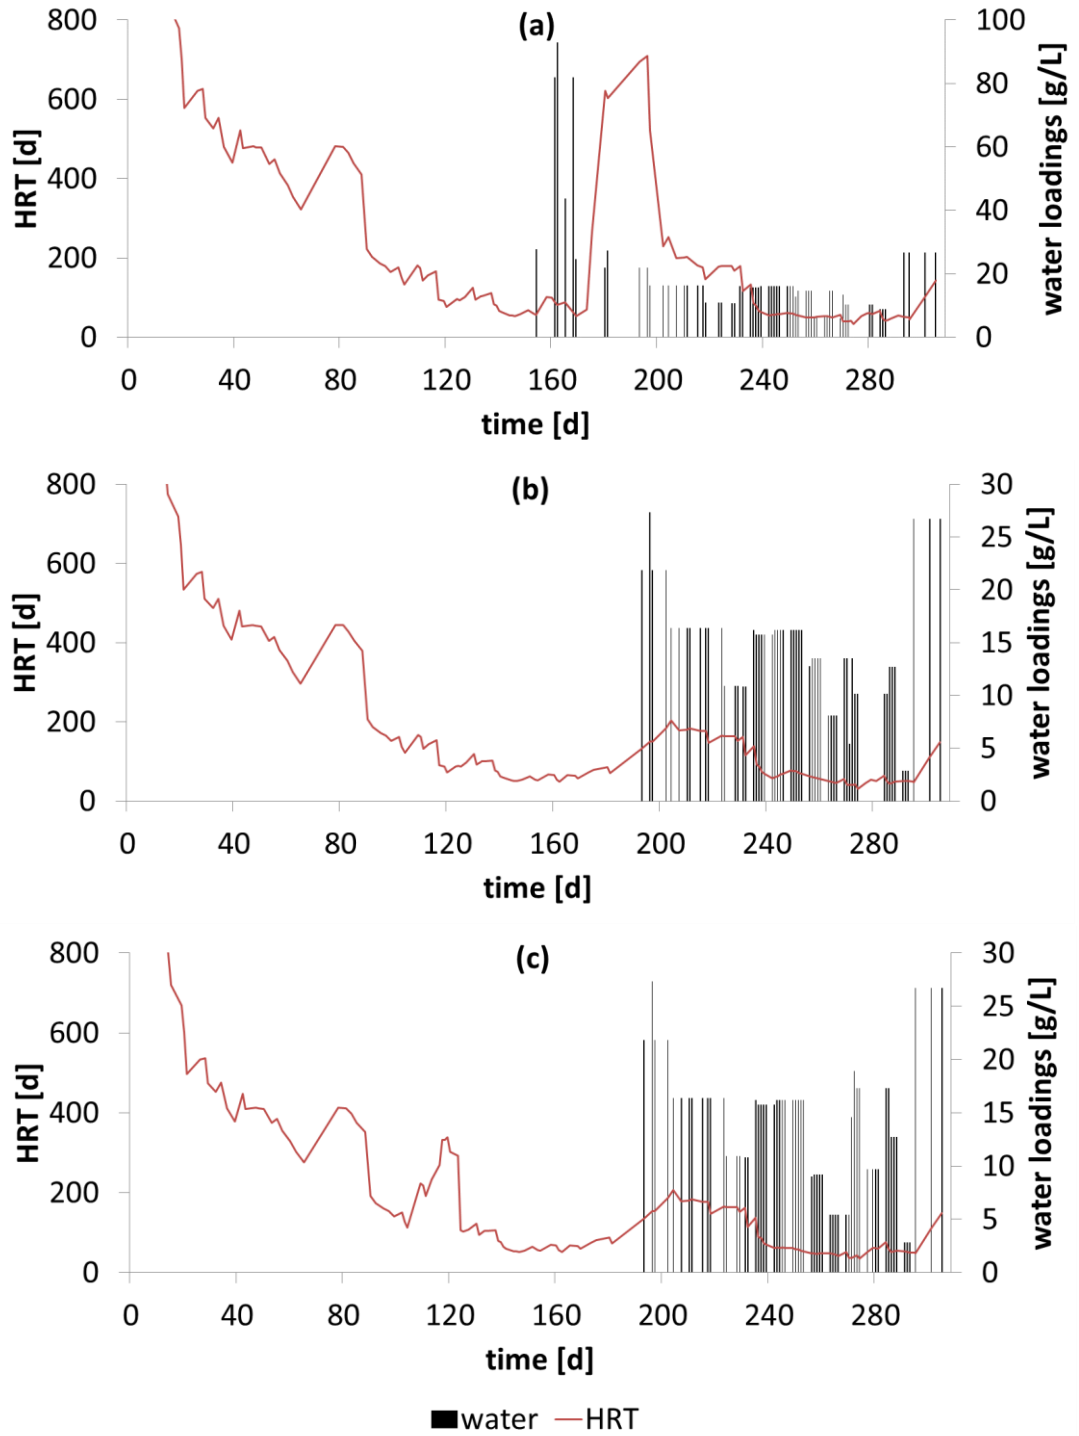 (a)
800 100
600 80
400 60
200 40
0 20
0
HRT [d]
water loadings [g/L]
0 40 80 120 160 200 240 280
time [d]
(b)
800 30
600 25
400 20
200 15
0 10
5
0
HRT [d]
water loadings [g/L]
0 40 80 120 160 200 240 280
time [d]
(c)
800 30
600 25
400 20
200 15
0 10
5
0
HRT [d]
water loadings [g/L]
0 40 80 120 160 200 240 280
time [d]
water HRT